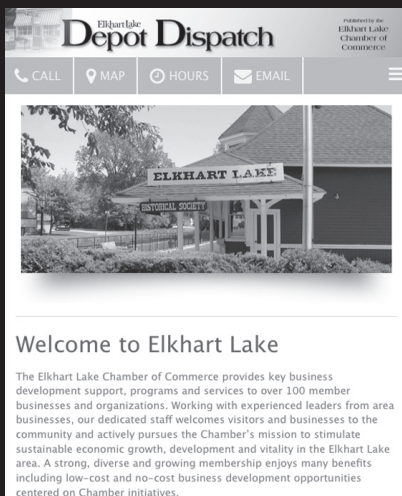 Elkhart Lake
Depot Dispatch
Published by the
Elkhart Lake
Chamber of
Commerce
CALL MAP HOURS EMAIL
ELKHART LAKE
HISTORICAL SOCIETY
Welcome to Elkhart Lake
The Elkhart Lake Chamber of Commerce provides key business
development support, programs and services to over 100 member
businesses and organizations. Working with experienced leaders from area
businesses, our dedicated staff welcomes visitors and businesses to the
community and actively pursues the Chamber's mission to stimulate
sustainable economic growth, development and vitality in the Elkhart Lake
area. A strong, diverse and growing membership enjoys many benefits
including low-cost and no-cost business development opportunities
centered on Chamber initiatives.